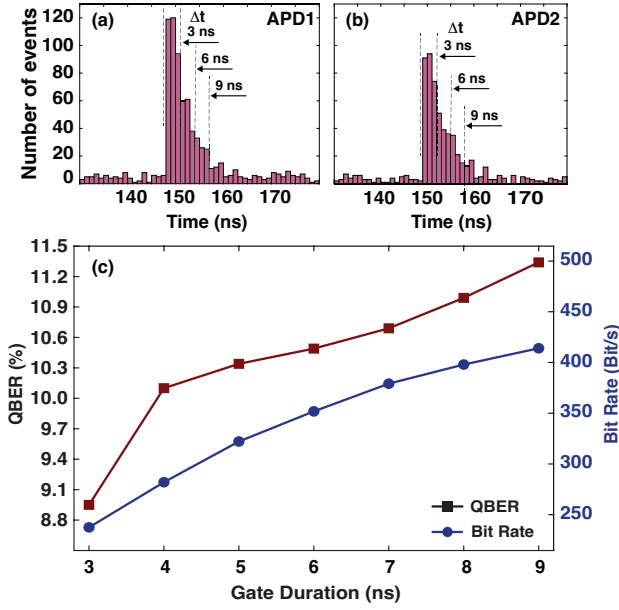 (a)
APD1
(b)
APD2
Δt
3 ns
6 ns
9 ns
Δt
3 ns
6 ns
9 ns
Number of events
120
100
80
60
40
20
0
140
150
160
170
140
150
160
170
180
Time (ns)
Time (ns)
(c)
QBER (%)
11.5
11.2
10.9
10.6
10.3
10.0
9.7
9.4
9.1
8.8
Bit Rate (Bit/s)
500
450
400
350
300
250
QBER
Bit Rate
3
4
5
6
7
8
9
Gate Duration (ns)